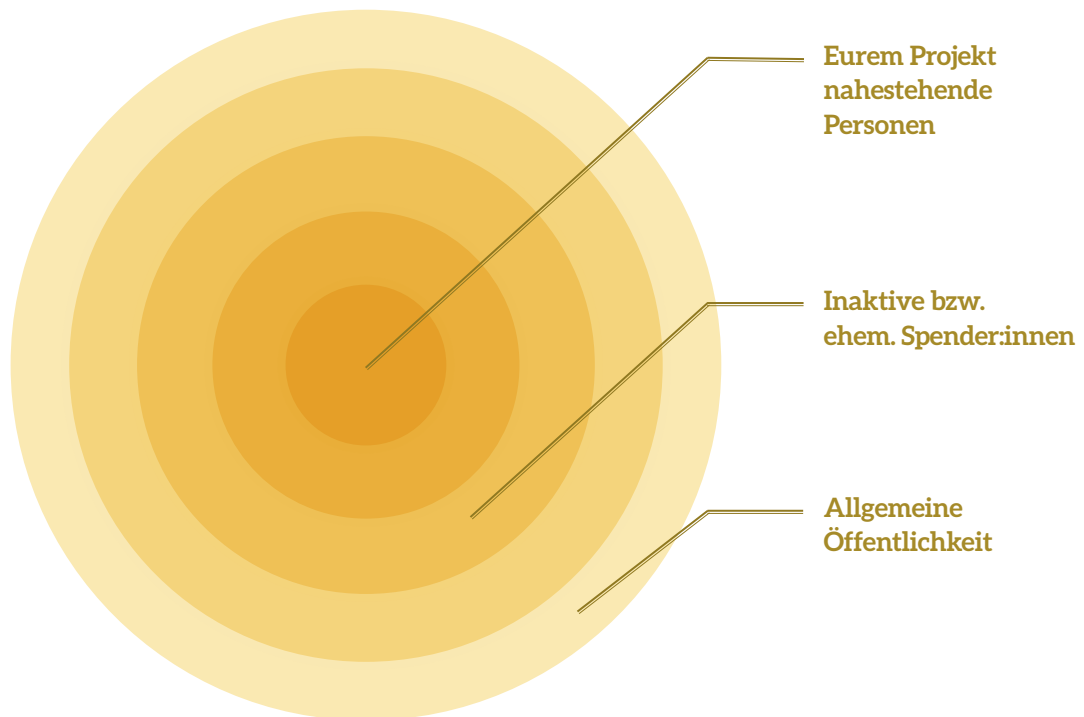 Eurem Projekt
nahestehende
Personen
Inaktive bzw.
ehem. Spender:innen
Allgemeine
Öffentlichkeit